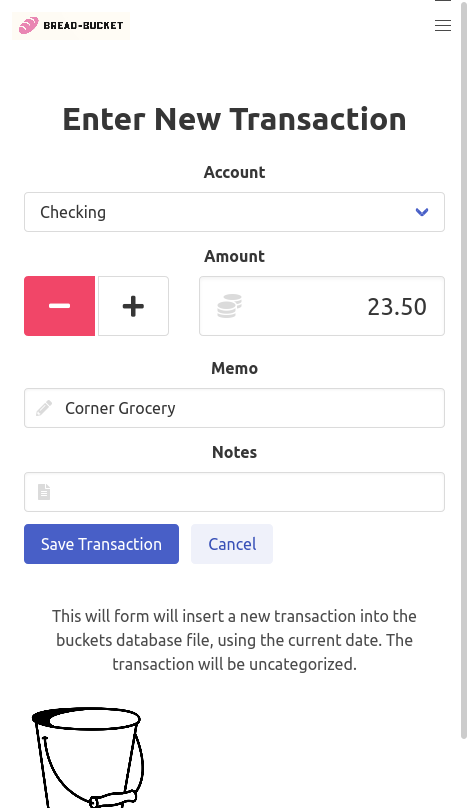 BREAD-BUCKET
Enter New Transaction
Account
Checking
Amount
23.50
Memo
Corner Grocery
Notes
Save Transaction
Cancel
This will form will insert a new transaction into the
buckets database file, using the current date. The
transaction will be uncategorized.